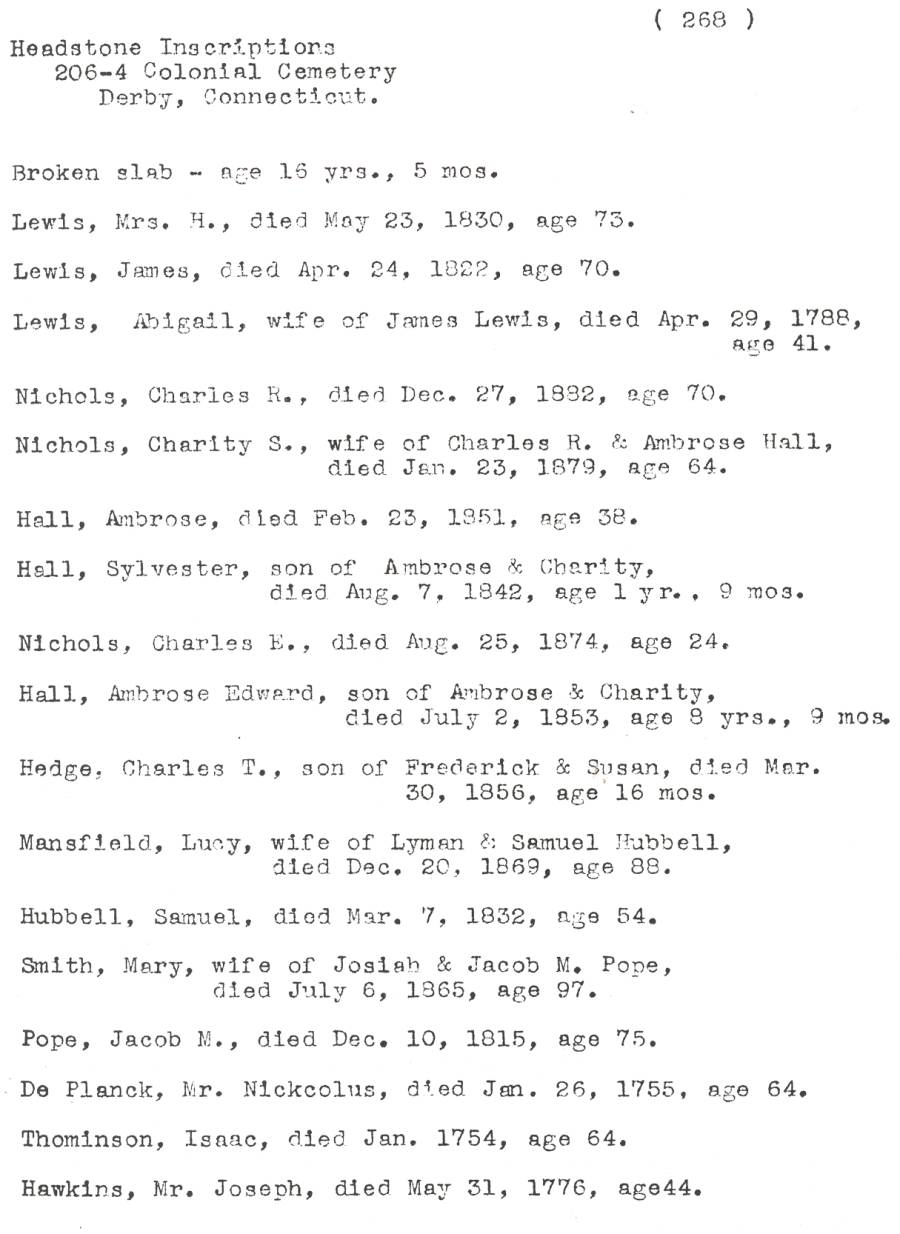 ( 268 )
Headstone Inscriptions
206-4 Colonial Cemetery
Derby, Connecticut.
Broken slab - age 16 yrs., 5 mos.
Lewis, Mrs. H., died May 23, 1830, age 73.
Lewis, James, died Apr. 24, 1822, age 70.
Lewis, Abigail, wife of James Lewis, died Apr. 29, 1788,
age 41.
Nichols, Charles R., died Dec. 27, 1882, age 70.
Nichols, Charity S., wife of Charles R. & Ambrose Hall,
died Jan. 23, 1879, age 64.
Hall, Ambrose, died Feb. 23, 1851, age 38.
Hall, Sylvester, son of Ambrose & Charity,
died Aug. 7, 1842, age 1 yr., 9 mos.
Nichols, Charles E., died Aug. 25, 1874, age 24.
Hall, Ambrose Edward, son of Ambrose & Charity,
died July 2, 1853, age 8 yrs., 9 mos.
Hedge, Charles T., son of Frederick & Susan, died Mar.
30, 1856, age 16 mos.
Mansfield, Lucy, wife of Lyman & Samuel Hubbell,
died Dec. 20, 1869, age 88.
Hubbell, Samuel, died Mar. 7, 1832, age 54.
Smith, Mary, wife of Josiah & Jacob M. Pope,
died July 6, 1865, age 97.
Pope, Jacob M., died Dec. 10, 1815, age 75.
De Planck, Mr. Nickcolus, died Jan. 26, 1755, age 64.
Thominson, Isaac, died Jan. 1754, age 64.
Hawkins, Mr. Joseph, died May 31, 1776, age44.